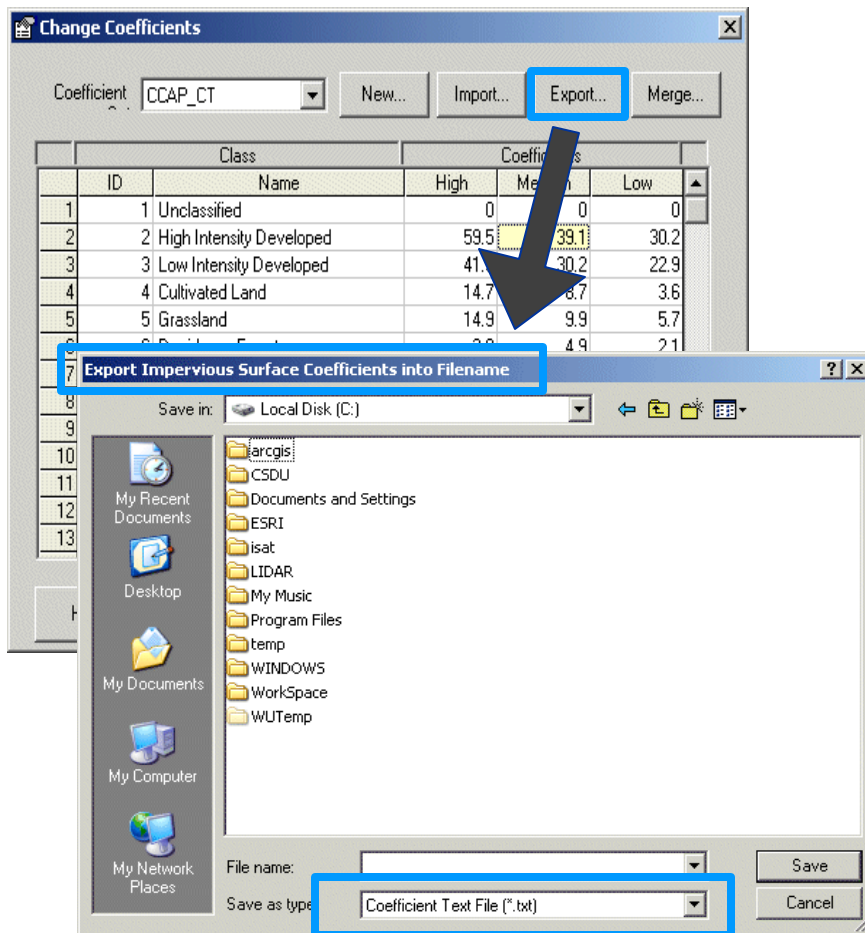 Change Coefficients
Coefficient CCAP_CT New... Import... Export... Merge...
Class Coefficients
ID Name High Low
1 1 Unclassified 0 0 0
2 2 High Intensity Developed 59.5 39.1 30.2
3 3 Low Intensity Developed 41. 30.2 22.9
4 4 Cultivated Land 14.7 8.7 3.6
5 5 Grassland 14.9 9.9 5.7
4.9 2.1
7
8
9
10
11
12
13
Export Impervious Surface Coefficients into Filename
Save in: Local Disk (C:)
My Recent Documents
Desktop
My Documents
My Computer
My Network Places
arcgis
CSDU
Documents and Settings
ESRI
isat
LIDAR
My Music
Program Files
temp
WINDOWS
WorkSpace
WUTemp
File name: Save
Save as type Coefficient Text File (*.txt) Cancel